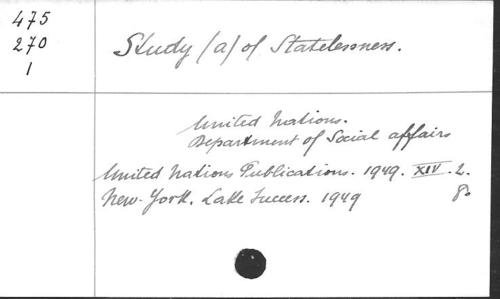 475
270
1
Study (a) of Statelessness.
United Nations.
Department of Social affairs
United Nations Publications. 1949. XIV. 2.
New-York. Lake Success. 1949 8°